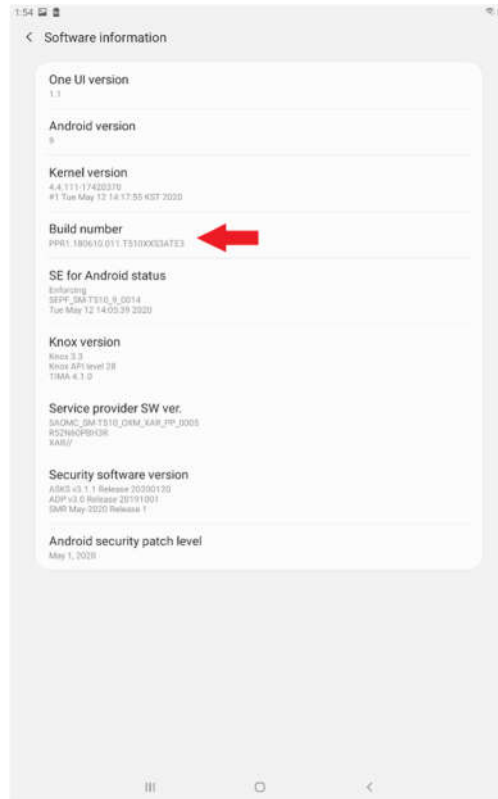 1:54
Software information
One UI version
1.1
Android version
9
Kernel version
4.4.111-17420370
#1 Tue May 12 14:17:55 KST 2020
Build number
PPR1.180610.011.T510XXS3ATE3
SE for Android status
Enforcing
SEPF_SM-T510_9_0014
Tue May 12 14:05:39 2020
Knox version
Knox 3.3
Knox API level 28
TIMA 4.1.0
Service provider SW ver.
SAOMC_SM-T510_OXM_XAR_PP_0005
XAR//
Security software version
ASKS v3.1.1 Release 20200120
ADP v3.0 Release 20191001
SMR May-2020 Release 1
Android security patch level
May 1, 2020